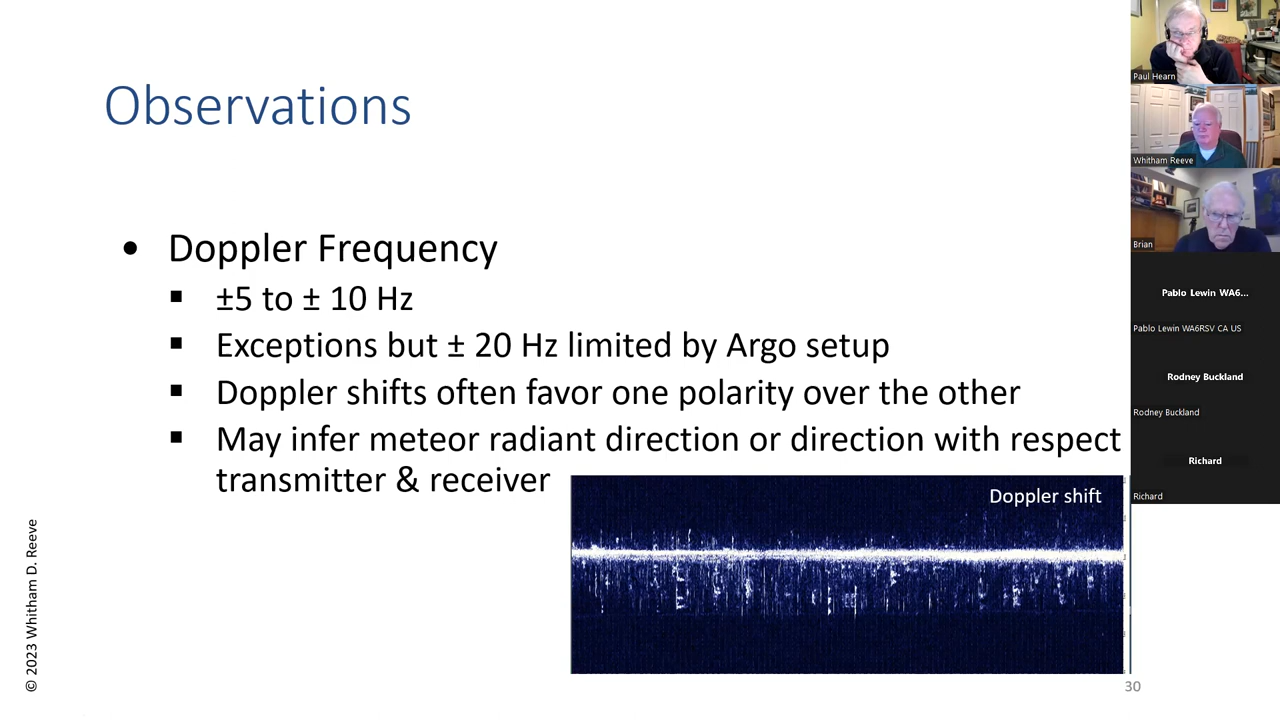 Observations
• Doppler Frequency
▪ ±5 to ± 10 Hz
▪ Exceptions but ± 20 Hz limited by Argo setup
▪ Doppler shifts often favor one polarity over the other
▪ May infer meteor radiant direction or direction with respect
transmitter & receiver
Doppler shift
© 2023 Whitham D. Reeve
30
Paul Hearn
Whitham Reeve
Brian
Pablo Lewin WA6...
Pablo Lewin WA6RSV CA US
Rodney Buckland
Rodney Buckland
Richard
Richard